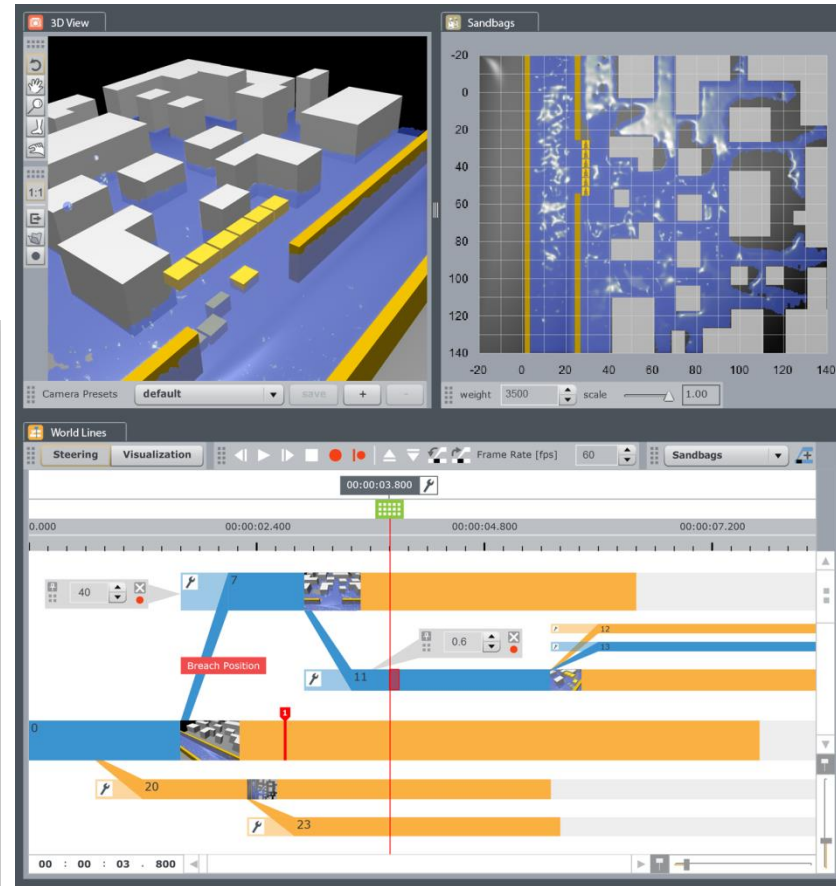 3D View
1:1
Camera Presets default save + -
Sandbags
-20
0
20
40
60
80
100
120
140
-20 0 20 40 60 80 100 120 140
weight 3500 scale 1.00
World Lines
Steering Visualization Frame Rate [fps] 60 Sandbags
00:00:03.800
0.000 00:00:02.400 00:00:04.800 00:00:07.200
40
7
12
0.6
13
Breach Position
11
1
0
20
23
00 : 00 : 03 . 800